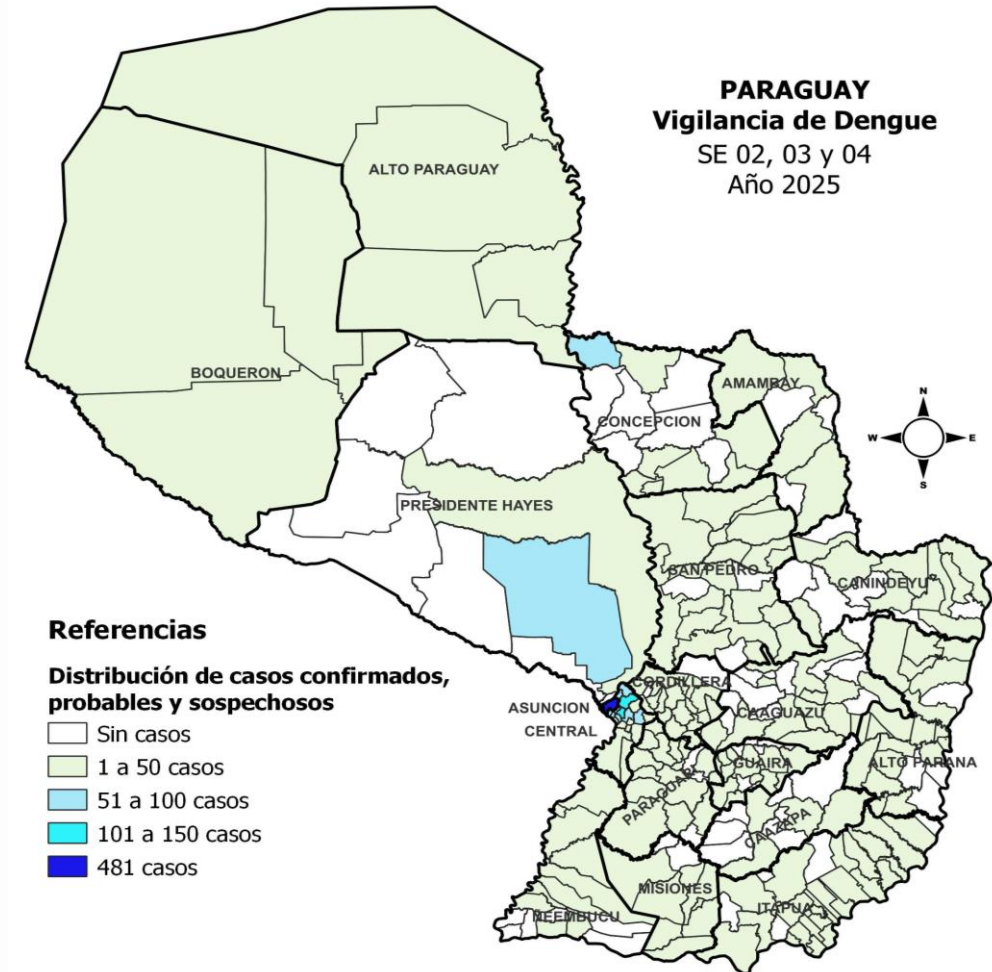 PARAGUAY
Vigilancia de Dengue
SE 02, 03 y 04
Año 2025
ALTO PARAGUAY
BOQUERON
AMAMBAY
CONCEPCION
N
W
E
S
PRESIDENTE HAYES
SAN PEDRO
CANINDEYU
CORDILLERA
ASUNCION
CENTRAL
CAAGUAZU
GUAIRA
ALTO PARANA
PARAGUARI
CAAZAPA
MISIONES
ITAPUA
ÑEEMBUCU
Referencias
Distribución de casos confirmados,
probables y sospechosos
Sin casos
1 a 50 casos
51 a 100 casos
101 a 150 casos
481 casos